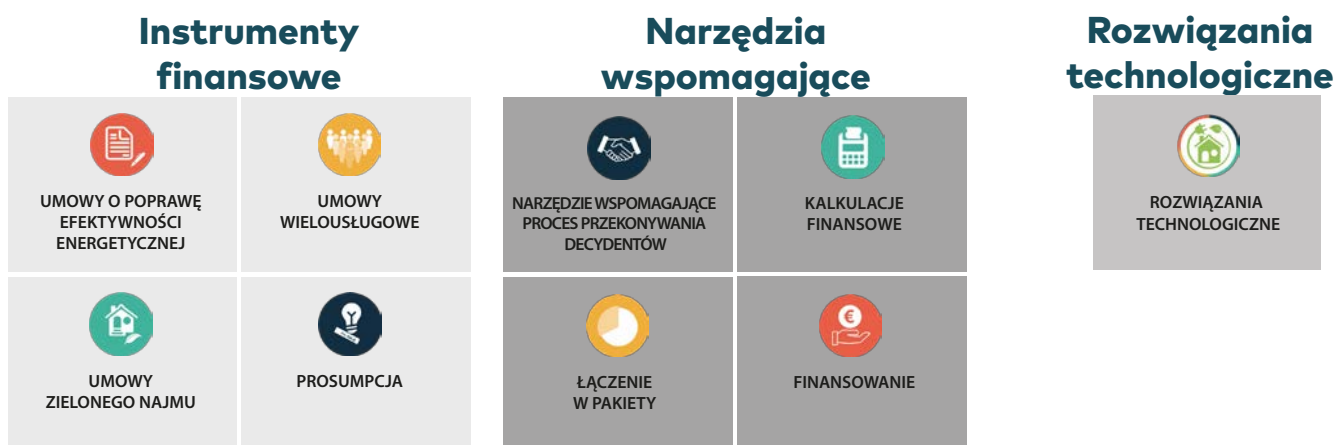 Instrumenty
finansowe
UMOWY O POPRAWĘ
EFEKTYWNOŚCI
ENERGETYCZNEJ
UMOWY
WIELOUSŁUGOWE
UMOWY
ZIELONEGO NAJMU
PROSUMPCJA
Narzędzia
wspomagające
NARZĘDZIE WSPOMAGAJĄCE
PROCES PRZEKONYWANIA
DECYDENTÓW
KALKULACJE
FINANSOWE
ŁĄCZENIE
W PAKIETY
€
FINANSOWANIE
Rozwiązania
technologiczne
ROZWIĄZANIA
TECHNOLOGICZNE